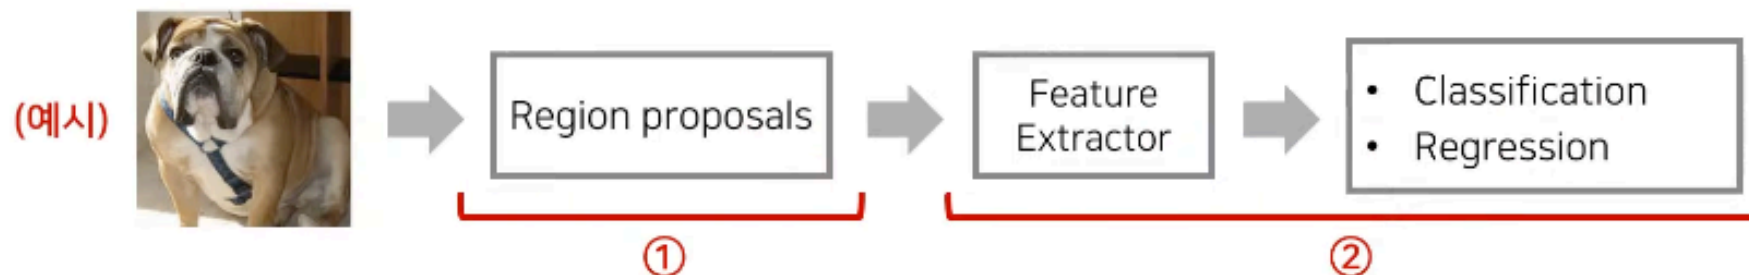 (예시)
Region proposals
Feature
Extractor
• Classification
• Regression
①
②